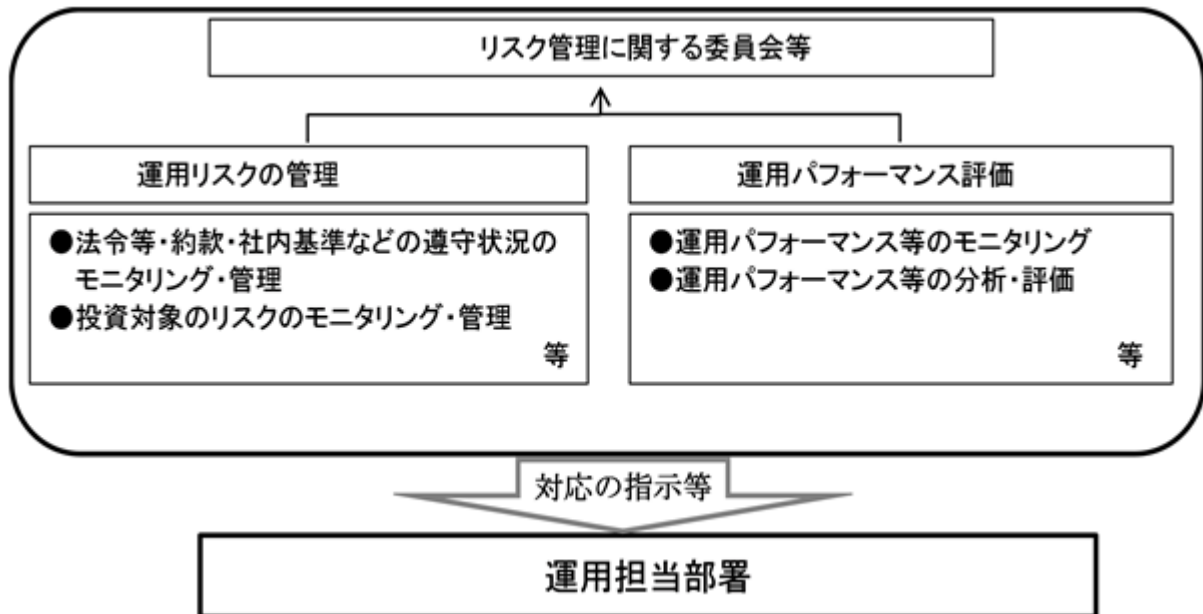 リスク管理に関する委員会等
運用リスクの管理
●法令等・約款・社内基準などの遵守状況の
モニタリング・管理
●投資対象のリスクのモニタリング・管理
等
運用パフォーマンス評価
●運用パフォーマンス等のモニタリング
●運用パフォーマンス等の分析・評価
等
対応の指示等
運用担当部署